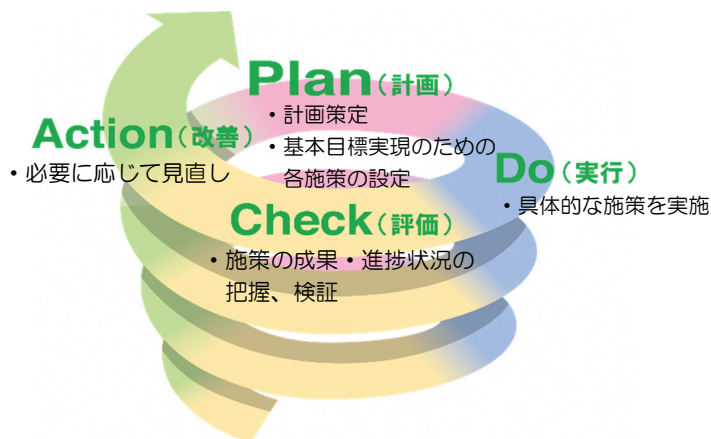 Plan(計画)
・計画策定
・基本目標実現のための
各施策の設定
Do(実行)
・具体的な施策を実施
Check(評価)
・施策の成果・進捗状況の
把握、検証
Action(改善)
・必要に応じて見直し